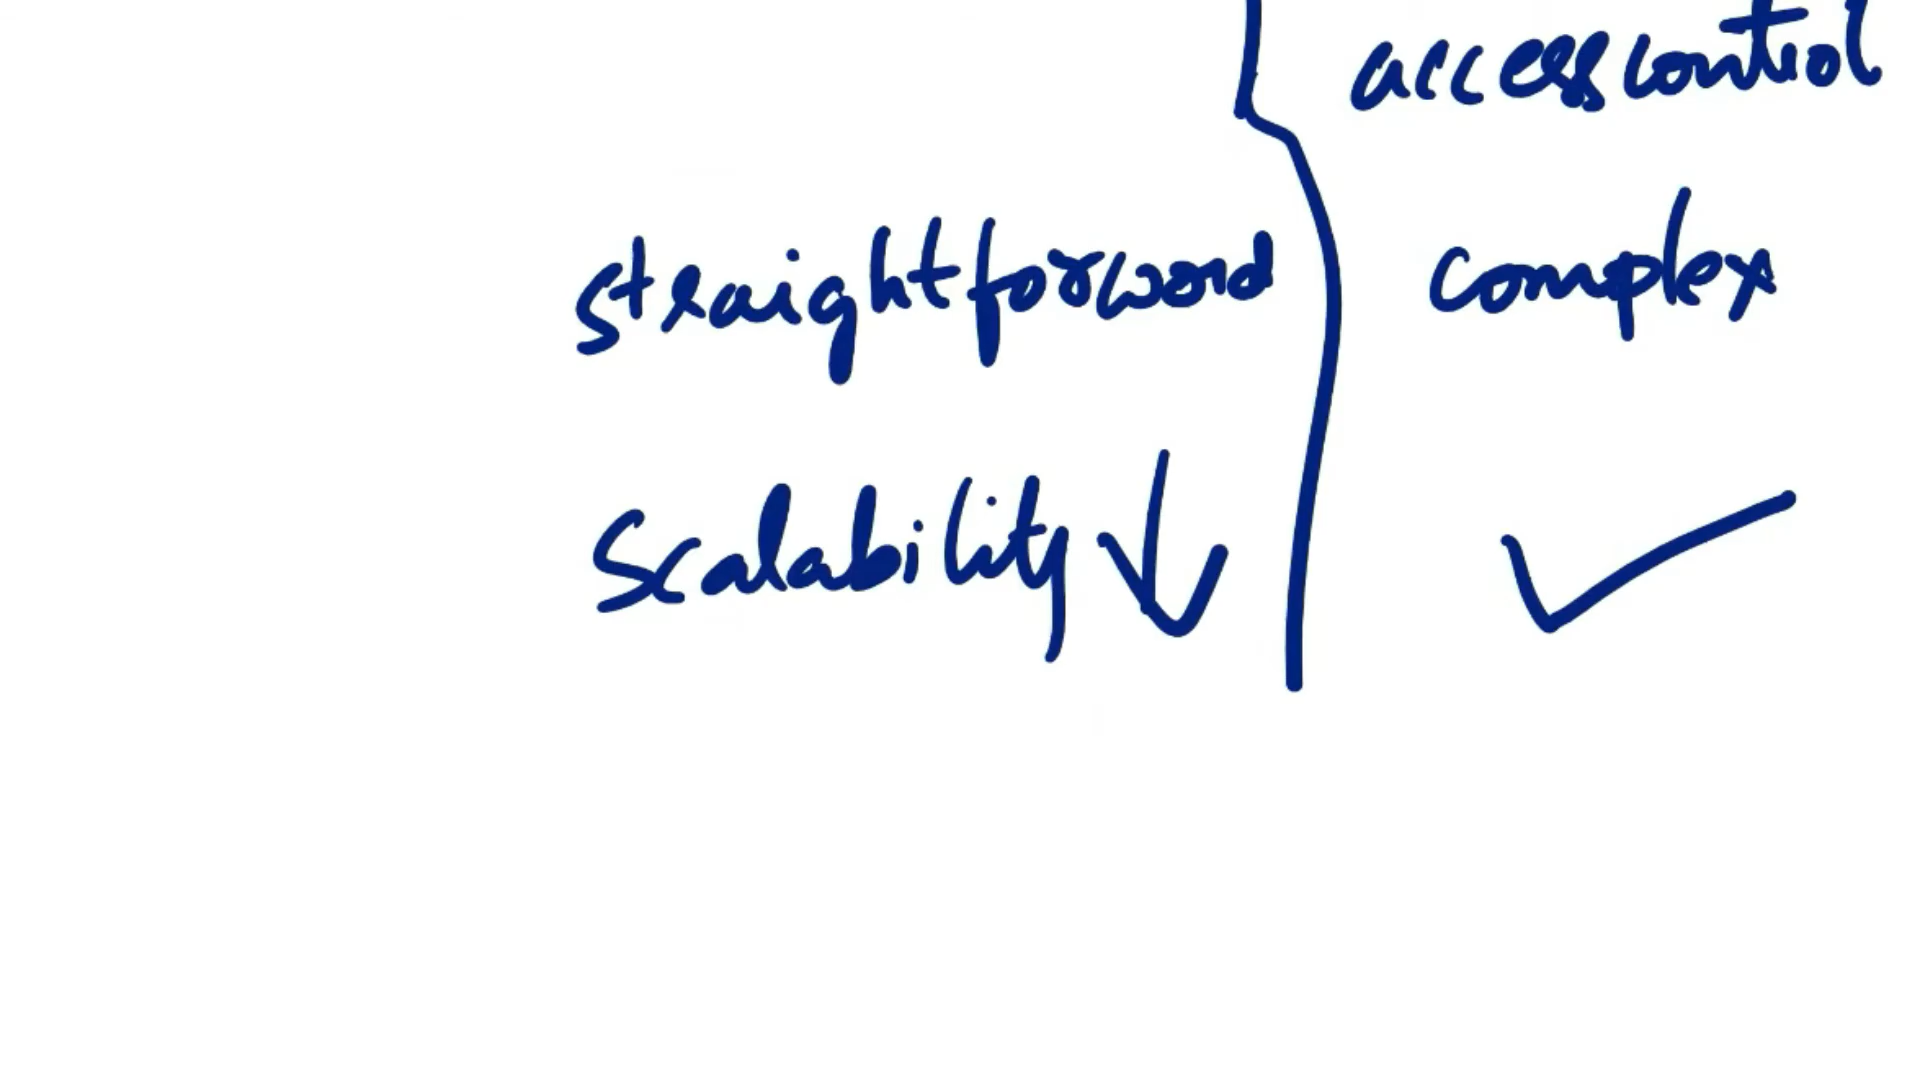 access control
straightforward complex
Scalability ↓ ✓